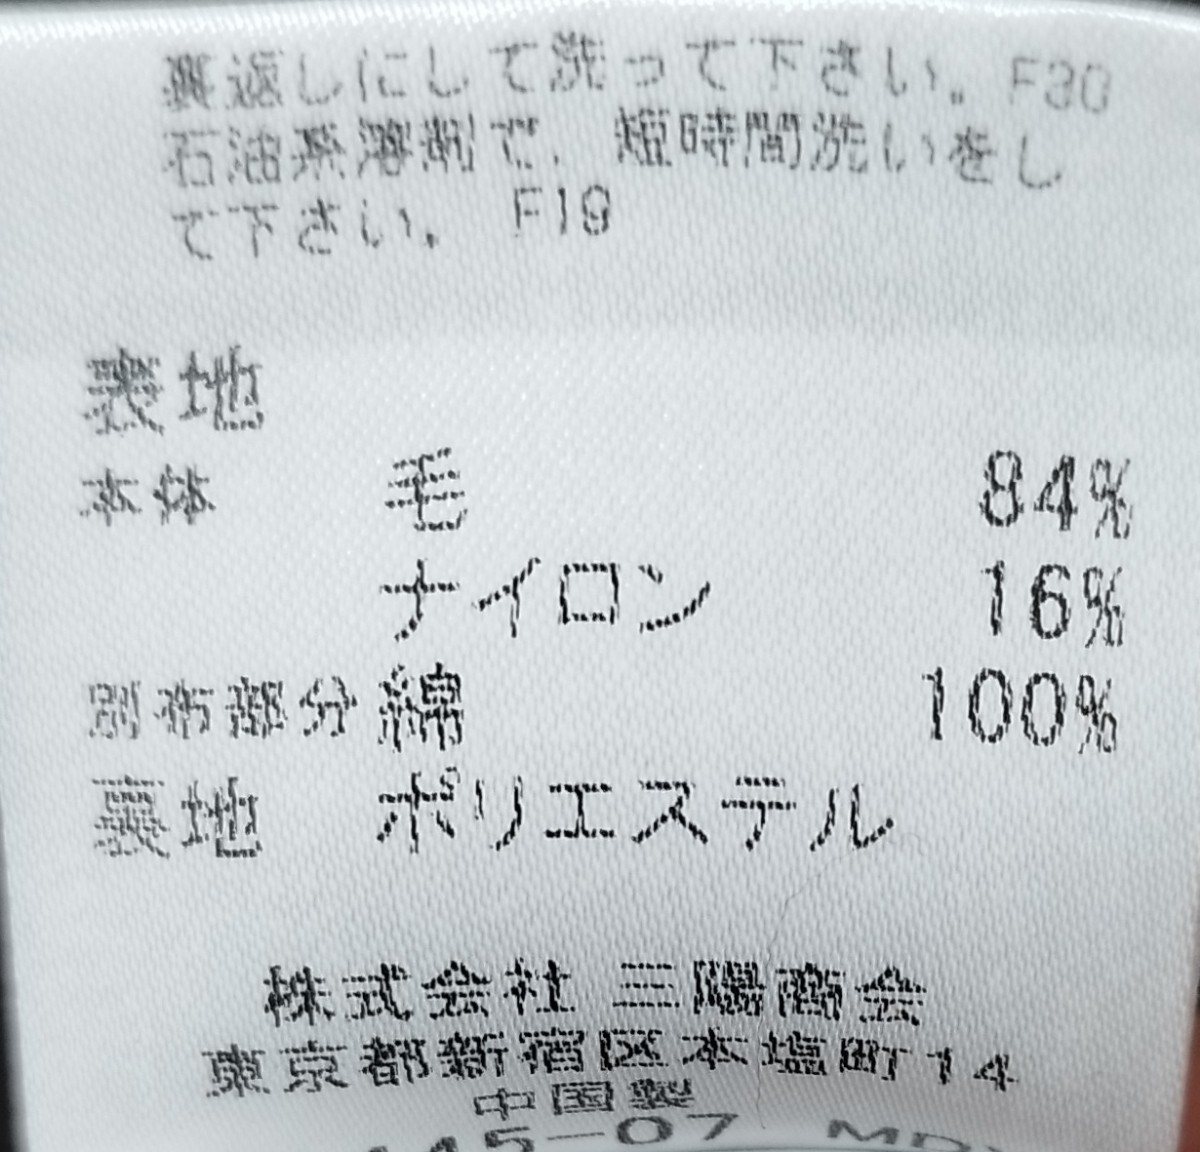 裏返しにして洗って下さい。F30
石油系溶剤で、短時間洗いをし
て下さい。 F19
表地
本体 毛 84%
ナイロン 16%
別布部分 綿 100%
裏地 ポリエステル
株式会社 三陽商会
東京都新宿区本塩町14
中国製
45-07